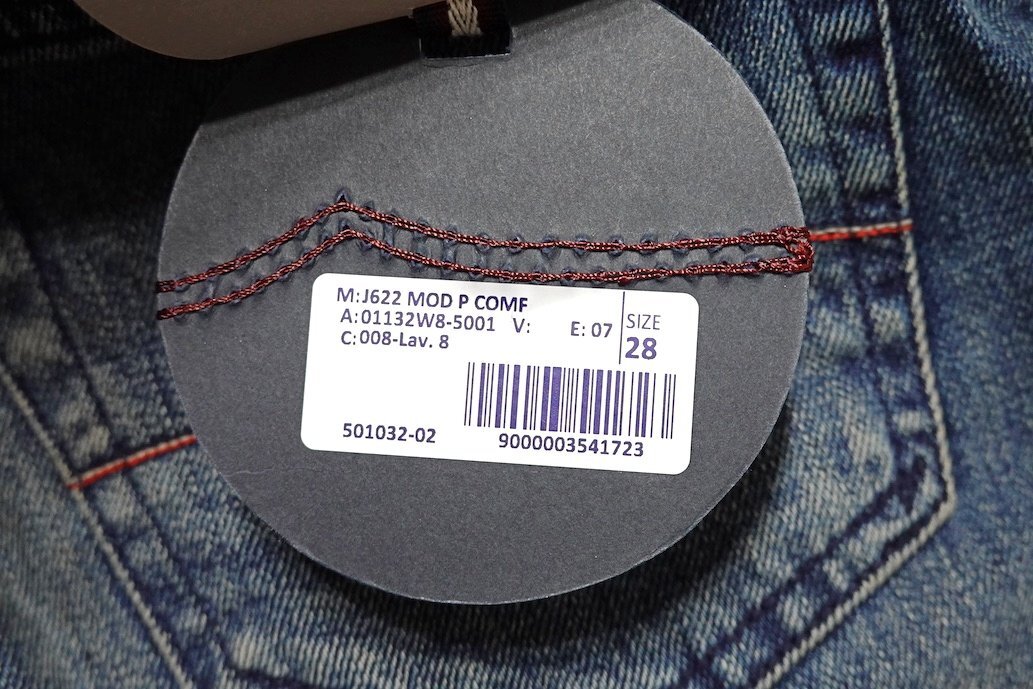 M:J622 MOD P COMF
A:01132W8-5001 V: E: 07
C:008-Lav. 8
SIZE
28
501032-02
9000003541723